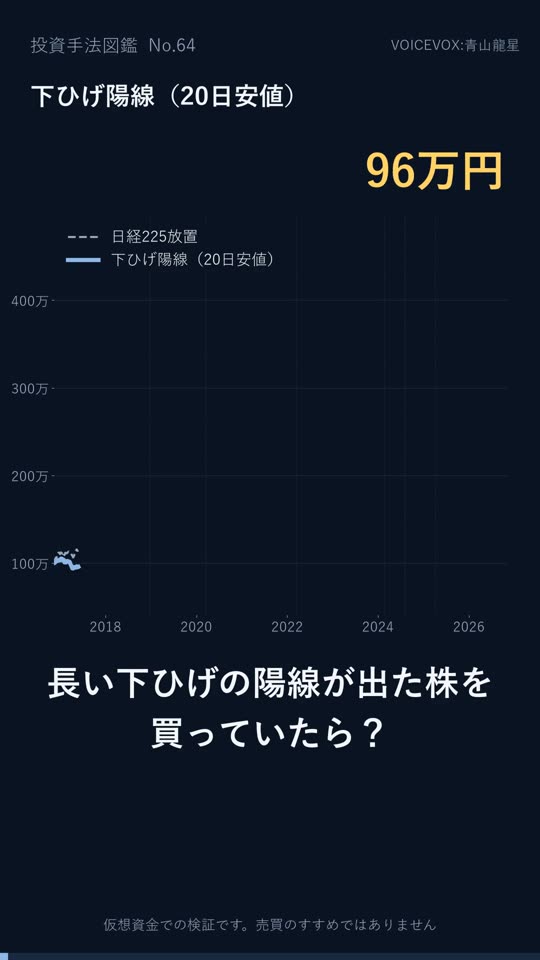 投資手法図鑑 No.64
VOICEVOX:青山龍星
下ひげ陽線（20日安値）
96万円
日経225放置
下ひげ陽線（20日安値）
400万
300万
200万
100万
2018 2020 2022 2024 2026
長い下ひげの陽線が出た株を
買っていたら？
仮想資金での検証です。売買のすすめではありません